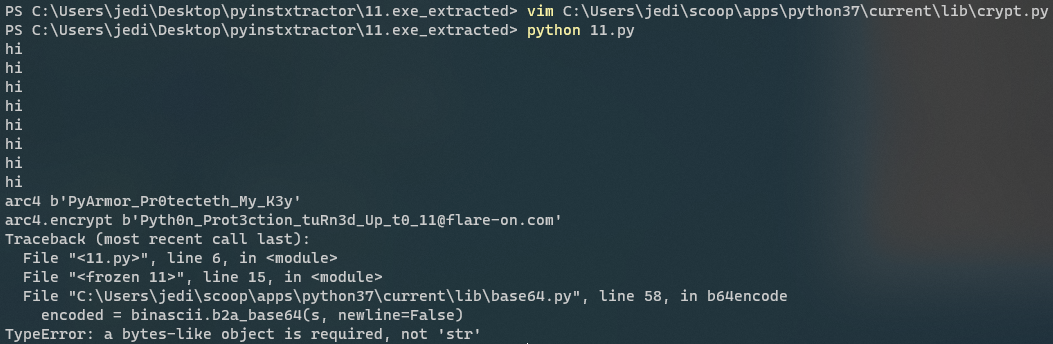 PS C:\Users\jedi\Desktop\pyinstxtractor\11.exe_extracted> vim C:\Users\jedi\scoop\apps\python37\current\lib\crypt.py
PS C:\Users\jedi\Desktop\pyinstxtractor\11.exe_extracted> python 11.py
hi
hi
hi
hi
hi
hi
hi
hi
arc4 b'PyArmor_Pr0tecteth_My_K3y'
arc4.encrypt b'Pyth0n_Prot3ction_tuRn3d_Up_t0_11@flare-on.com'
Traceback (most recent call last):
  File "<11.py>", line 6, in <module>
  File "<frozen 11>", line 15, in <module>
  File "C:\Users\jedi\scoop\apps\python37\current\lib\base64.py", line 58, in b64encode
    encoded = binascii.b2a_base64(s, newline=False)
TypeError: a bytes-like object is required, not 'str'